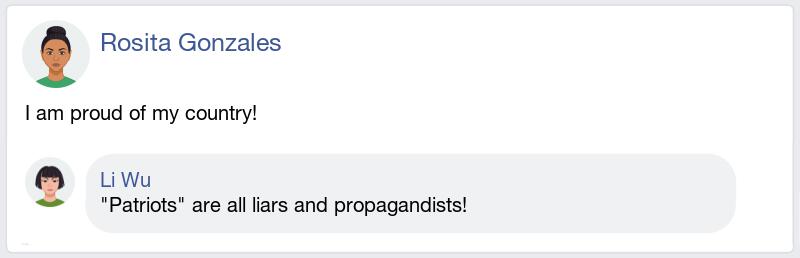 Rosita Gonzales
I am proud of my country!
Li Wu
"Patriots" are all liars and propagandists!